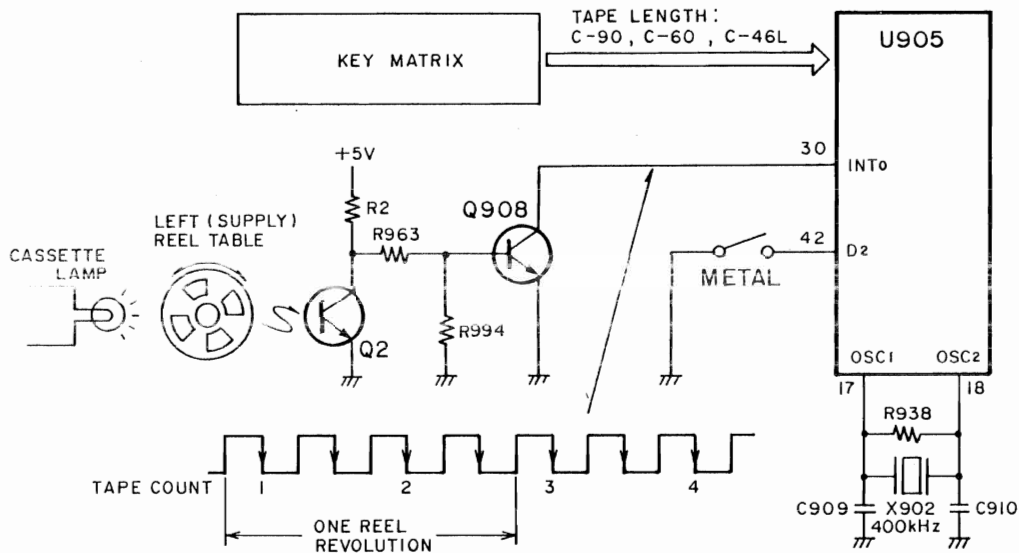 TAPE LENGTH:
C-90, C-60, C-46L
U905
KEY MATRIX
+5V
30
INT0
R2
Q908
LEFT (SUPPLY)
REEL TABLE
R963
CASSETTE
LAMP
42
D2
METAL
R994
Q2
OSC1
OSC2
17
18
R938
TAPE COUNT
1
2
3
4
C909
X902
C910
400kHz
ONE REEL
REVOLUTION